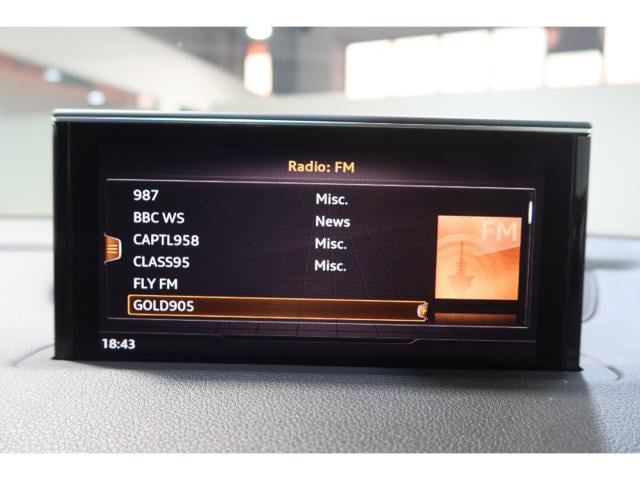 Radio: FM
987 Misc.
BBC WS News
CAPTL958 Misc.
CLASS95 Misc.
FLY FM
GOLD905
FM
18:43